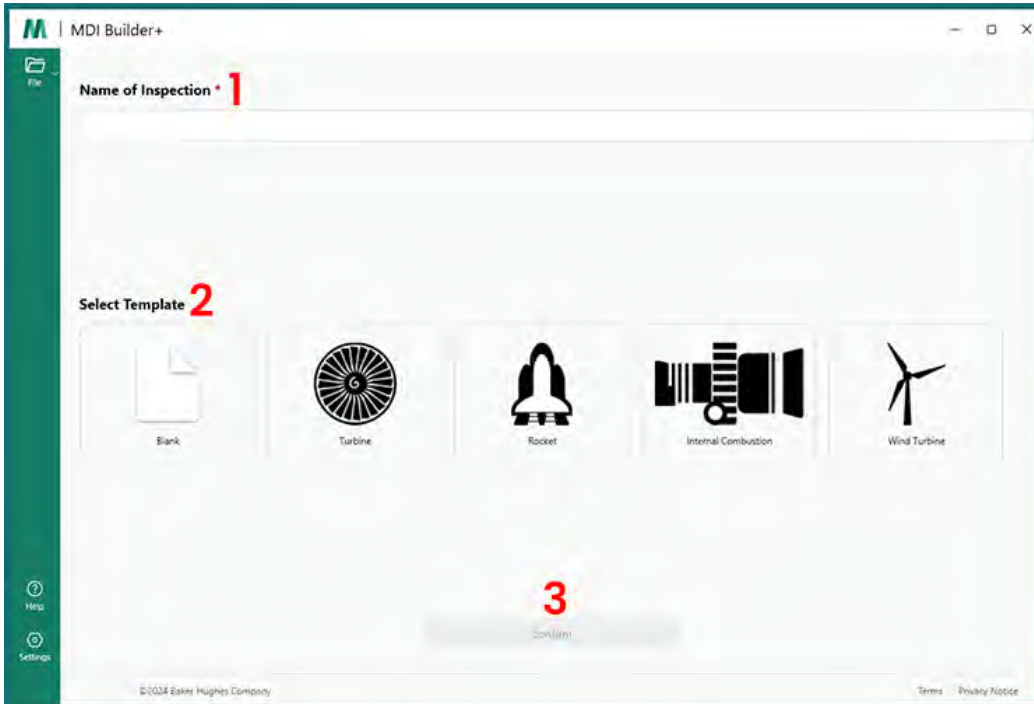 M | MDI Builder+
File
Name of Inspection * 1
Select Template 2
Blank
Turbine
Rocket
Internal Combustion
Wind Turbine
Help
3
Confirm
Settings
©2024 Baker Hughes Company
Terms Privacy Notice